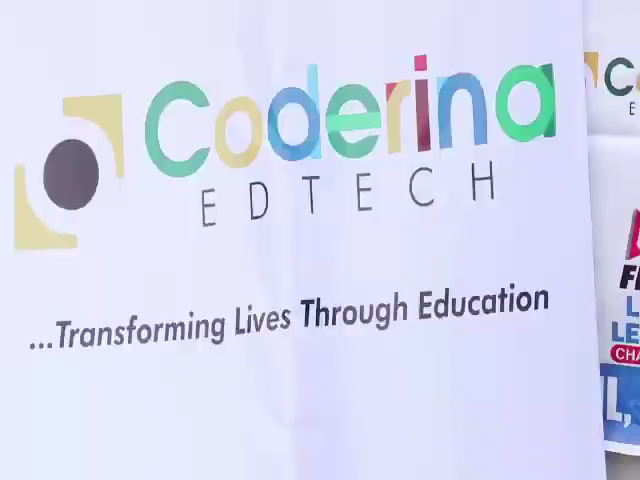 Coderina
EDTECH
...Transforming Lives Through Education